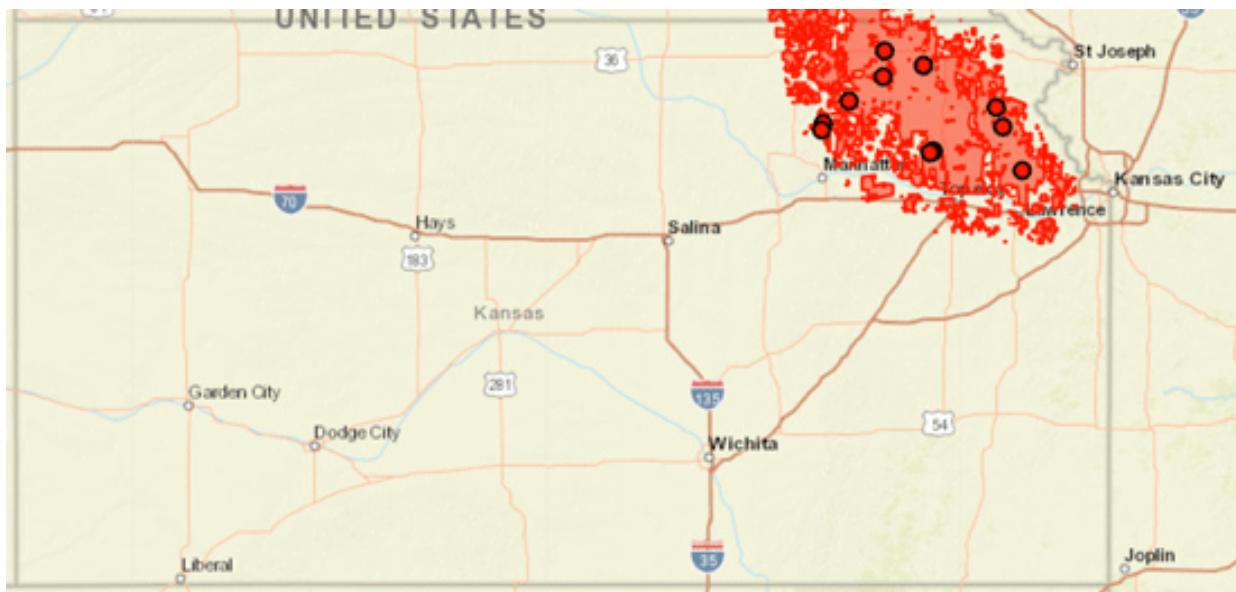 UNITED STATES
36
St Joseph
Manhattan
Kansas City
Topeka
Lawrence
70
Hays
Salina
183
Kansas
281
135
Garden City
54
Dodge City
Wichita
35
Liberal
Joplin